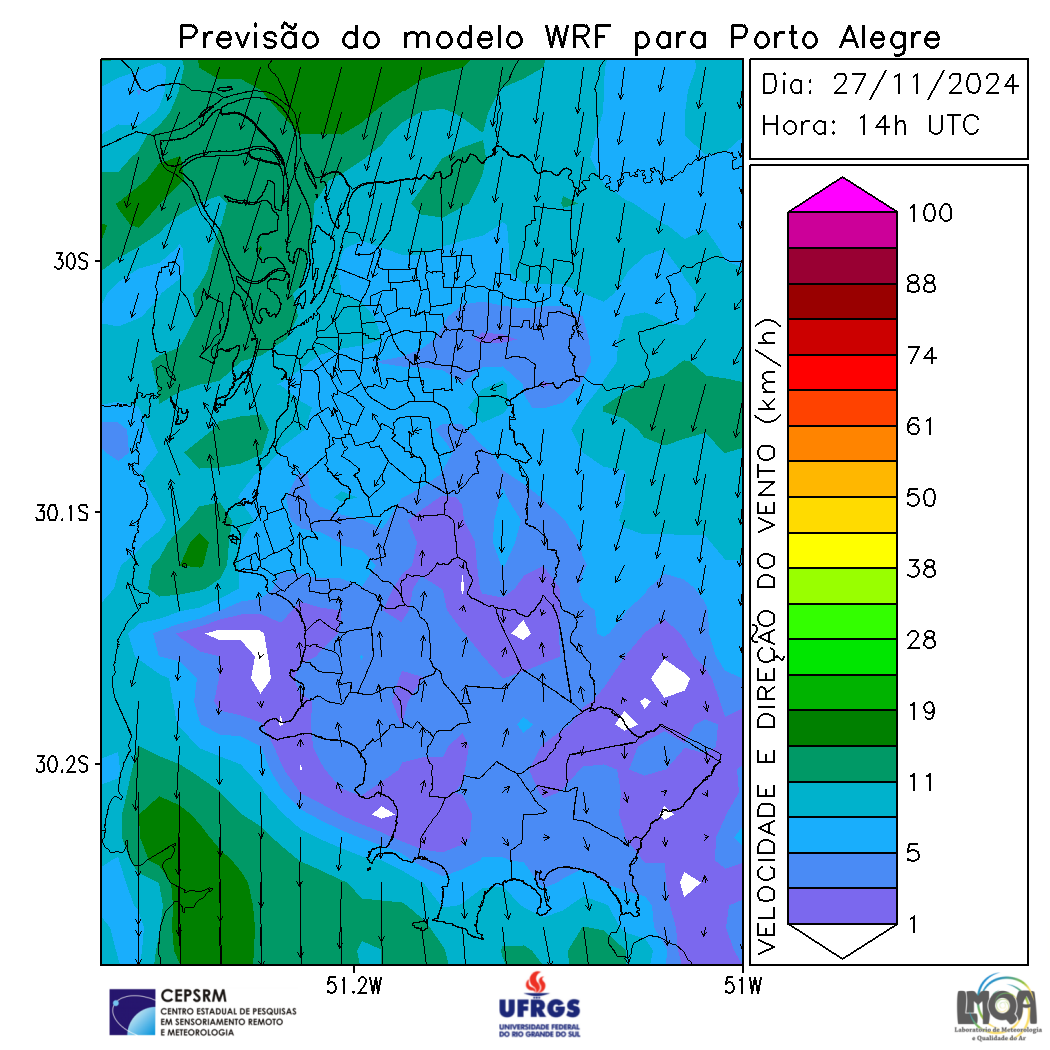 Previsão do modelo WRF para Porto Alegre
Dia: 27/11/2024
Hora: 14h UTC
30S
30.1S
30.2S
51.2W
51W
VELOCIDADE E DIREÇÃO DO VENTO (km/h)
100
88
74
61
50
38
28
19
11
5
1
CEPSRM
CENTRO ESTADUAL DE PESQUISAS
EM SENSORIAMENTO REMOTO
E METEOROLOGIA
UFRGS
UNIVERSIDADE FEDERAL
DO RIO GRANDE DO SUL
LMQA
Laboratório de Meteorologia
e Qualidade do Ar